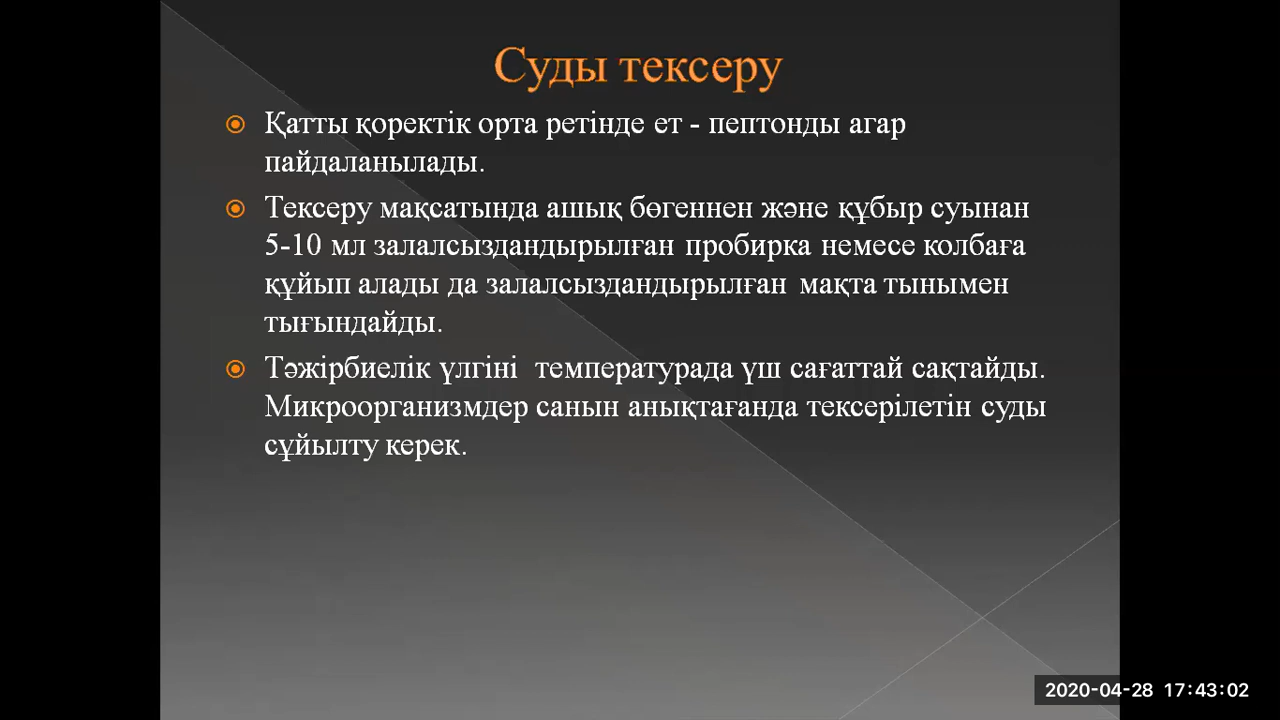 Суды тексеру
Қатты қоректік орта ретінде ет - пептонды агар
пайдаланылады.
Тексеру мақсатында ашық бөгеннен және құбыр суынан
5-10 мл залалсыздандырылған пробирка немесе колбаға
құйып алады да залалсыздандырылған мақта тынымен
тығындайды.
Тәжірбиелік үлгіні температурада үш сағаттай сақтайды.
Микроорганизмдер санын анықтағанда тексерілетін суды
сұйылту керек.
2020-04-28 17:43:02